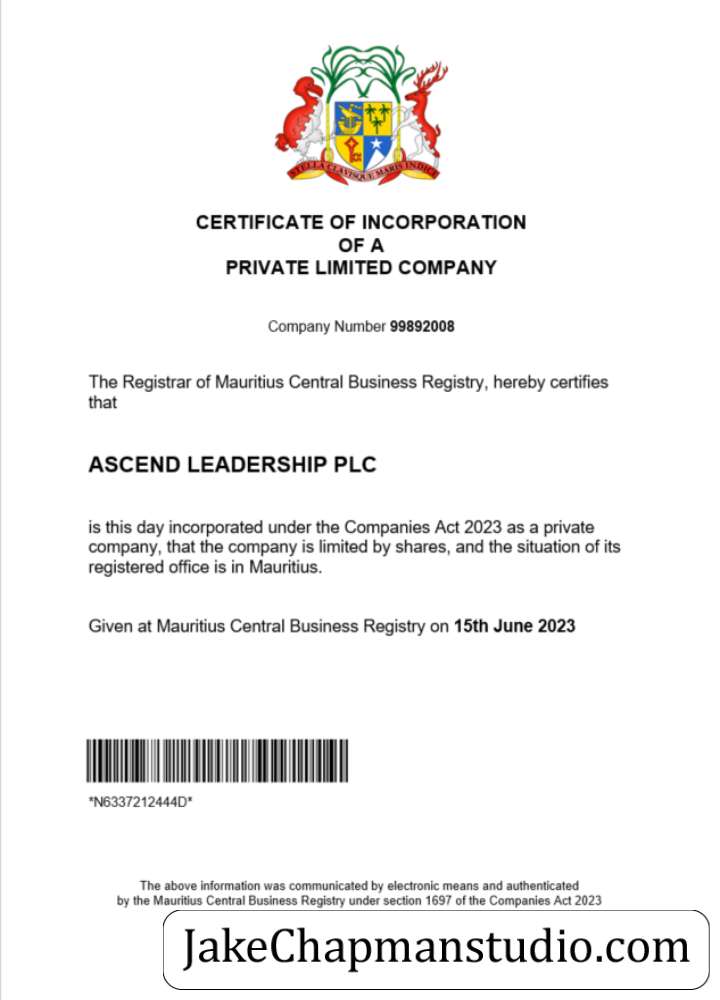 STELLA CLAVISQUE MARIS INDICI
CERTIFICATE OF INCORPORATION
OF A
PRIVATE LIMITED COMPANY
Company Number 99892008
The Registrar of Mauritius Central Business Registry, hereby certifies
that
ASCEND LEADERSHIP PLC
is this day incorporated under the Companies Act 2023 as a private
company, that the company is limited by shares, and the situation of its
registered office is in Mauritius.
Given at Mauritius Central Business Registry on 15th June 2023
*N6337212444D*
The above information was communicated by electronic means and authenticated
by the Mauritius Central Business Registry under section 1697 of the Companies Act 2023
JakeChapmanstudio.com